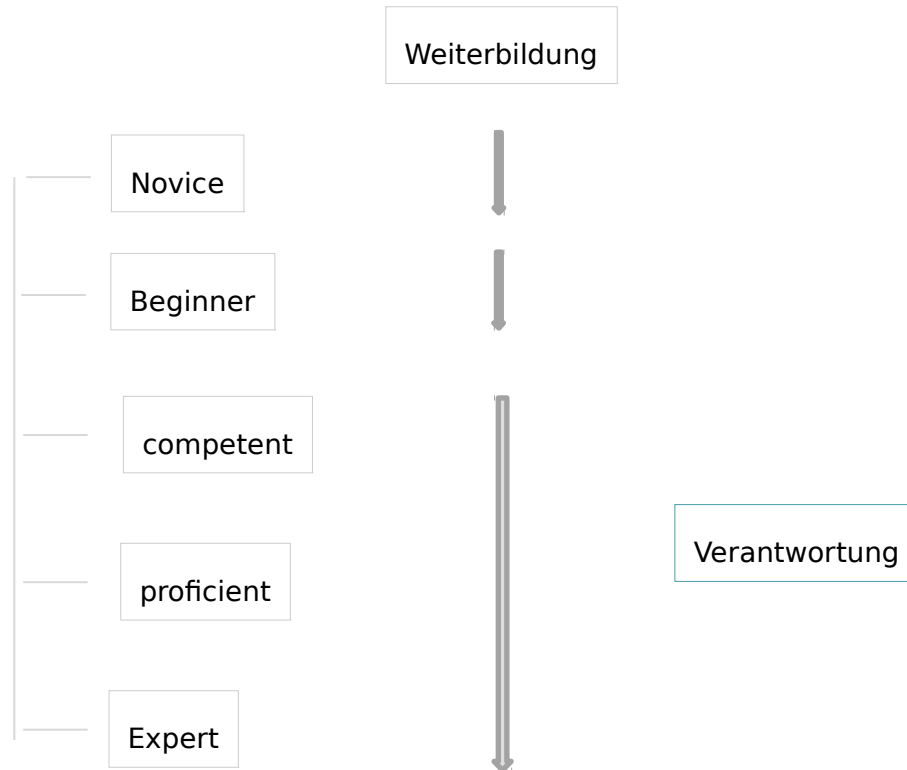 Weiterbildung
Novice
Beginner
competent
Verantwortung
proficient
Expert